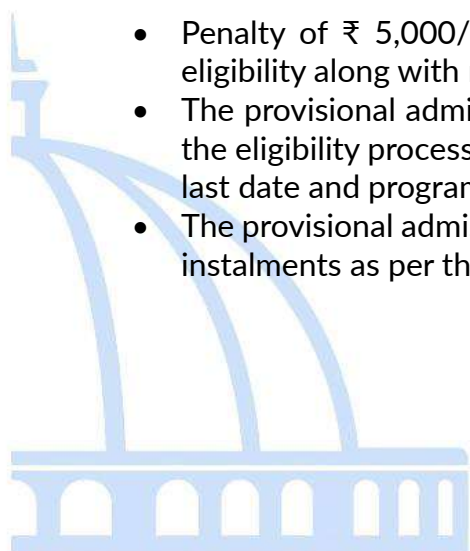 • Penalty of ₹ 5,000/
eligibility along with
• The provisional admi
the eligibility process
last date and program
• The provisional admi
instalments as per th